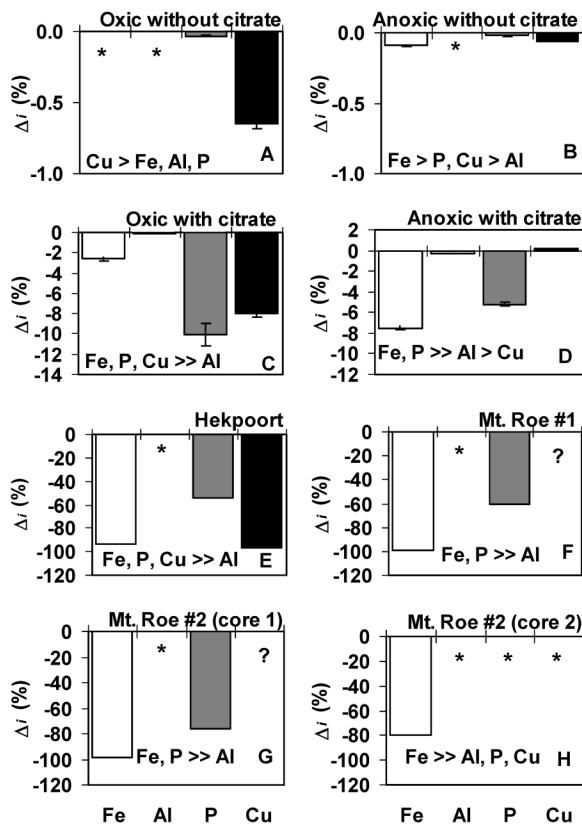 Oxic without citrate
0.0
-0.5
-1.0
Δi (%)
* *
Cu > Fe, Al, P
A
Anoxic without citrate
0.0
-0.5
-1.0
Δi (%)
*
Fe > P, Cu > Al
B
Oxic with citrate
0
-2
-4
-6
-8
-10
-12
-14
Δi (%)
Fe, P, Cu >> Al
C
Anoxic with citrate
2
0
-2
-4
-6
-8
-10
-12
Δi (%)
Fe, P >> Al > Cu
D
Hekpoort
0
-20
-40
-60
-80
-100
-120
Δi (%)
*
Fe, P, Cu >> Al
E
Mt. Roe #1
0
-20
-40
-60
-80
-100
-120
Δi (%)
* ?
Fe, P >> Al
F
Mt. Roe #2 (core 1)
0
-20
-40
-60
-80
-100
-120
Δi (%)
* ?
Fe, P >> Al
G
Fe Al P Cu
Mt. Roe #2 (core 2)
0
-20
-40
-60
-80
-100
-120
Δi (%)
* * *
Fe >> Al, P, Cu
H
Fe Al P Cu